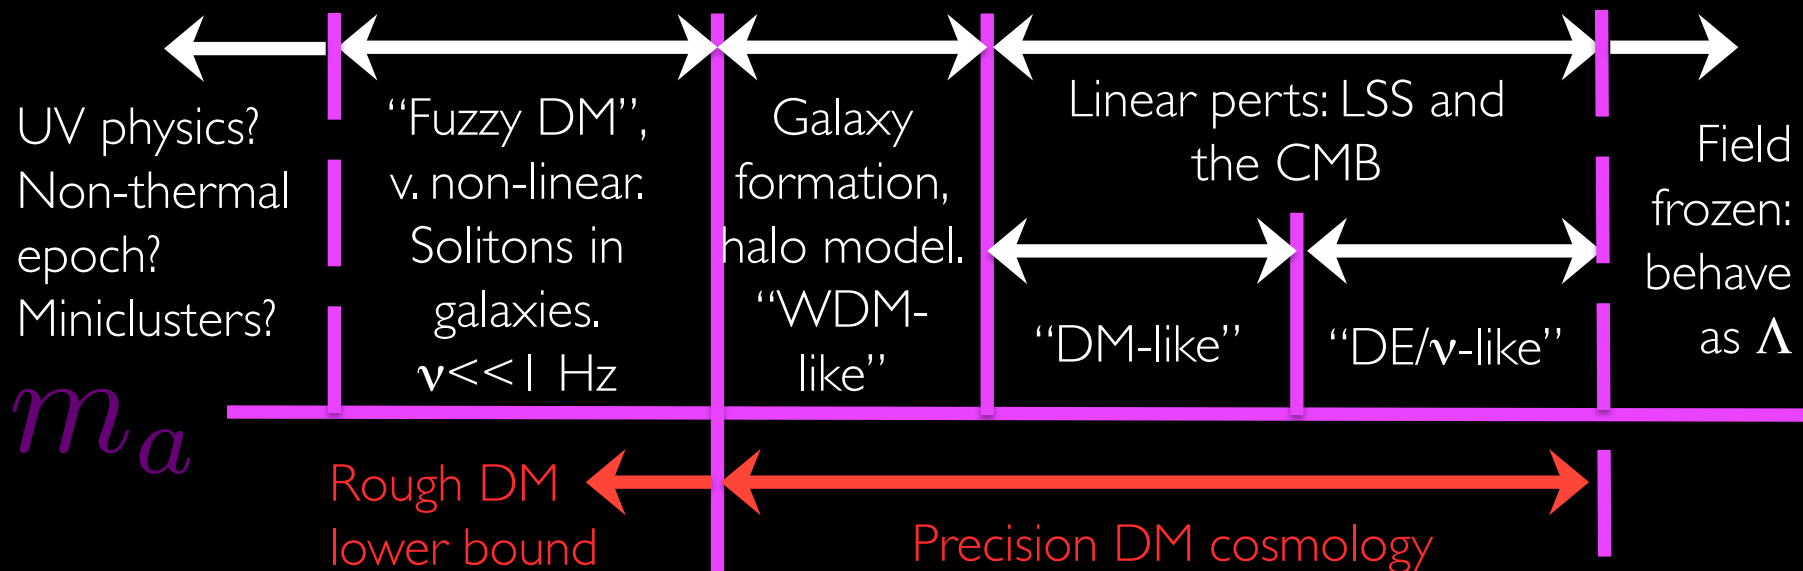 UV physics?
Non-thermal
epoch?
Miniclusters?
“Fuzzy DM”,
v. non-linear.
Solitons in
galaxies.
ν<<1 Hz
Galaxy
formation,
halo model.
“WDM-
like”
Linear perts: LSS and
the CMB
“DM-like”
“DE/ν-like”
Field
frozen:
behave
as Λ
m_a
Rough DM
lower bound
Precision DM cosmology